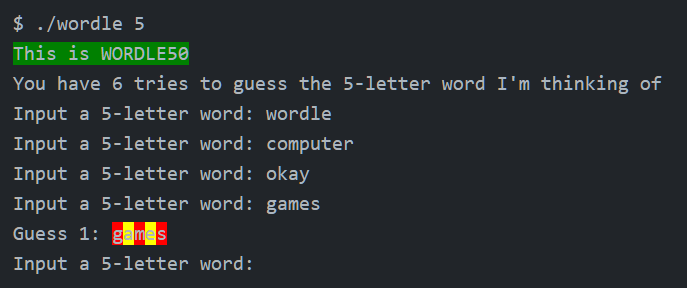 $ ./wordle 5
This is WORDLE50
You have 6 tries to guess the 5-letter word I'm thinking of
Input a 5-letter word: wordle
Input a 5-letter word: computer
Input a 5-letter word: okay
Input a 5-letter word: games
Guess 1: games
Input a 5-letter word: